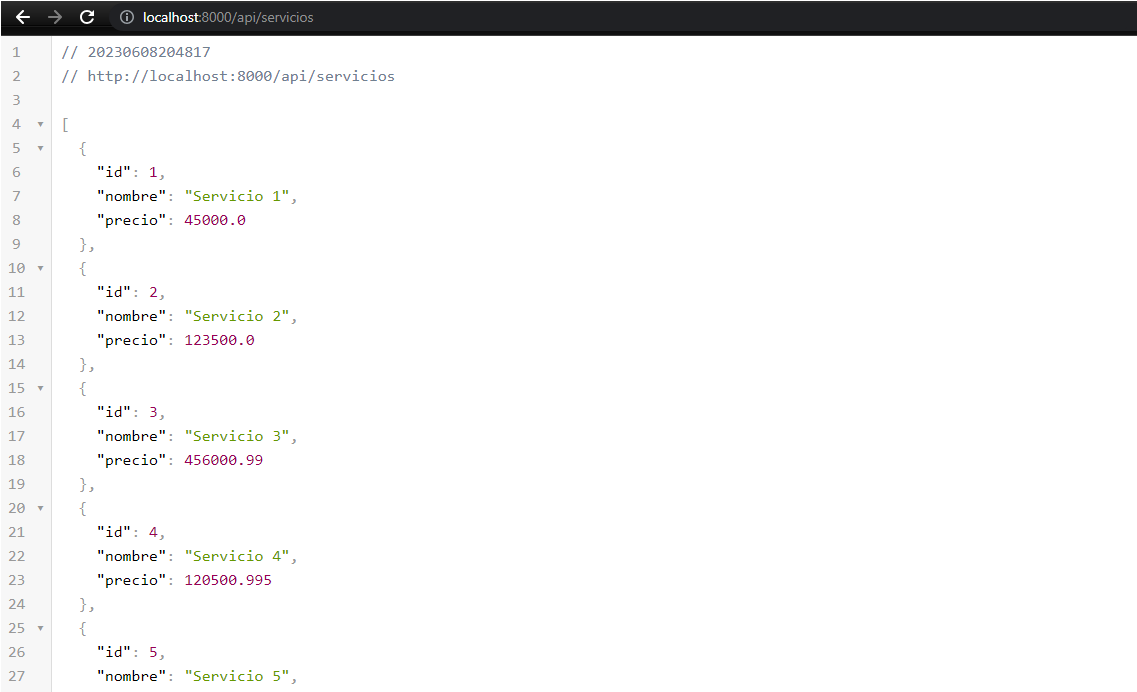 localhost:8000/api/servicios
1 // 20230608204817
2 // http://localhost:8000/api/servicios
3
4 [
5 {
6 "id": 1,
7 "nombre": "Servicio 1",
8 "precio": 45000.0
9 },
10 {
11 "id": 2,
12 "nombre": "Servicio 2",
13 "precio": 123500.0
14 },
15 {
16 "id": 3,
17 "nombre": "Servicio 3",
18 "precio": 456000.99
19 },
20 {
21 "id": 4,
22 "nombre": "Servicio 4",
23 "precio": 120500.995
24 },
25 {
26 "id": 5,
27 "nombre": "Servicio 5",